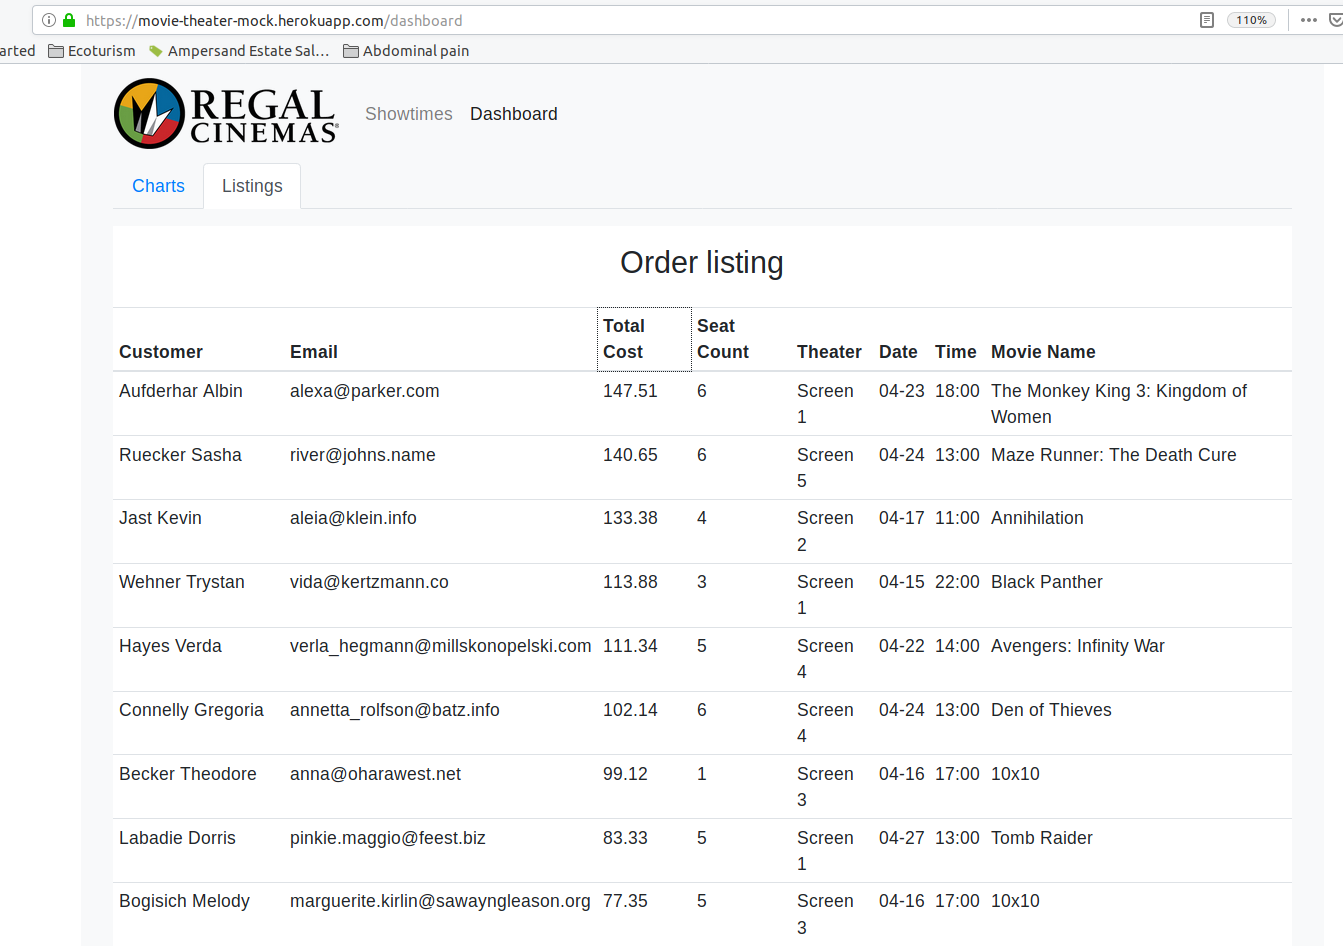 https://movie-theater-mock.herokuapp.com/dashboard 110%
arted Ecoturism Ampersand Estate Sal... Abdominal pain
REGAL Showtimes Dashboard
CINEMAS®
Charts Listings
Order listing
Total Seat
Customer Email Cost Count Theater Date Time Movie Name
Aufderhar Albin alexa@parker.com 147.51 6 Screen 04-23 18:00 The Monkey King 3: Kingdom of
1 Women
Ruecker Sasha river@johns.name 140.65 6 Screen 04-24 13:00 Maze Runner: The Death Cure
5
Jast Kevin aleia@klein.info 133.38 4 Screen 04-17 11:00 Annihilation
2
Wehner Trystan vida@kertzmann.co 113.88 3 Screen 04-15 22:00 Black Panther
1
Hayes Verda verla_hegmann@millskonopelski.com 111.34 5 Screen 04-22 14:00 Avengers: Infinity War
4
Connelly Gregoria annetta_rolfson@batz.info 102.14 6 Screen 04-24 13:00 Den of Thieves
4
Becker Theodore anna@oharawest.net 99.12 1 Screen 04-16 17:00 10x10
3
Labadie Dorris pinkie.maggio@feest.biz 83.33 5 Screen 04-27 13:00 Tomb Raider
1
Bogisich Melody marguerite.kirlin@sawayngleason.org 77.35 5 Screen 04-16 17:00 10x10
3